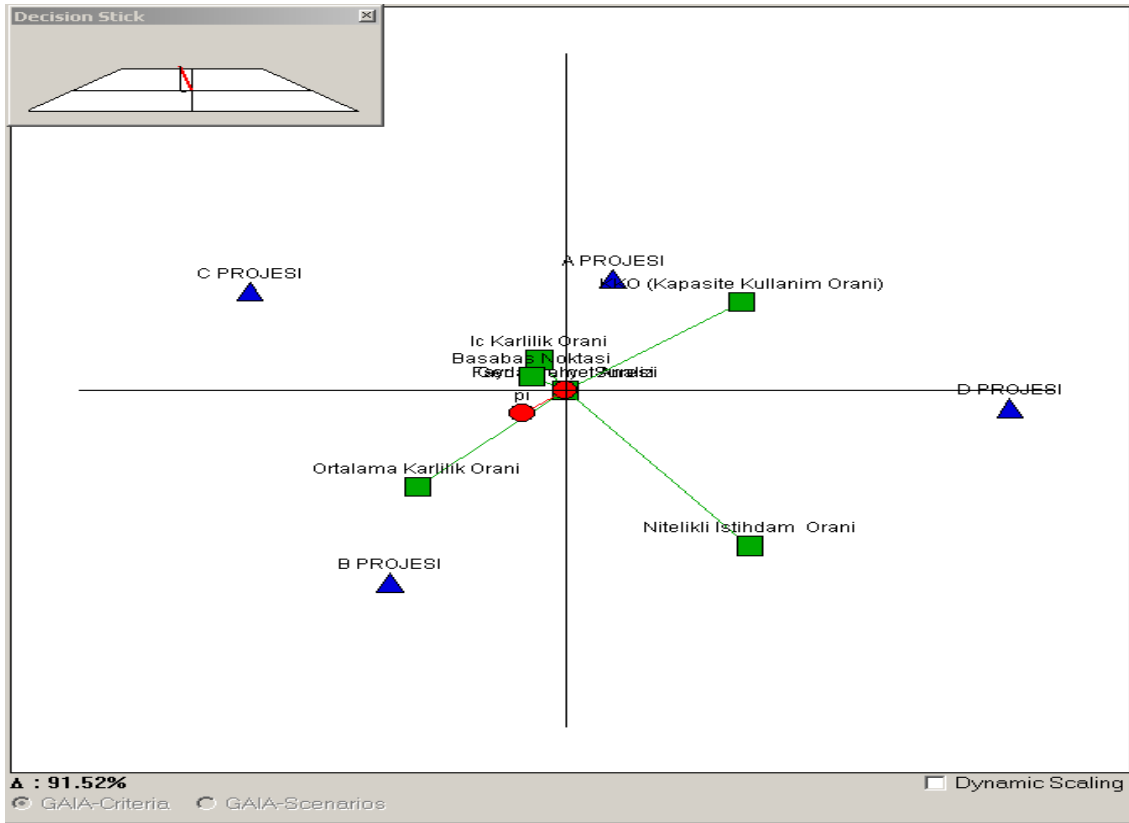 Decision Stick
A PROJESI
C PROJESI
(Kapasite Kullanim Orani)
Ic Karlilik Orani
Basabas Noktasi
D PROJESI
pi
Ortalama Karlilik Orani
Nitelikli Istihdam Orani
B PROJESI
Δ : 91.52%
Dynamic Scaling
GAIA-Criteria
GAIA-Scenarios